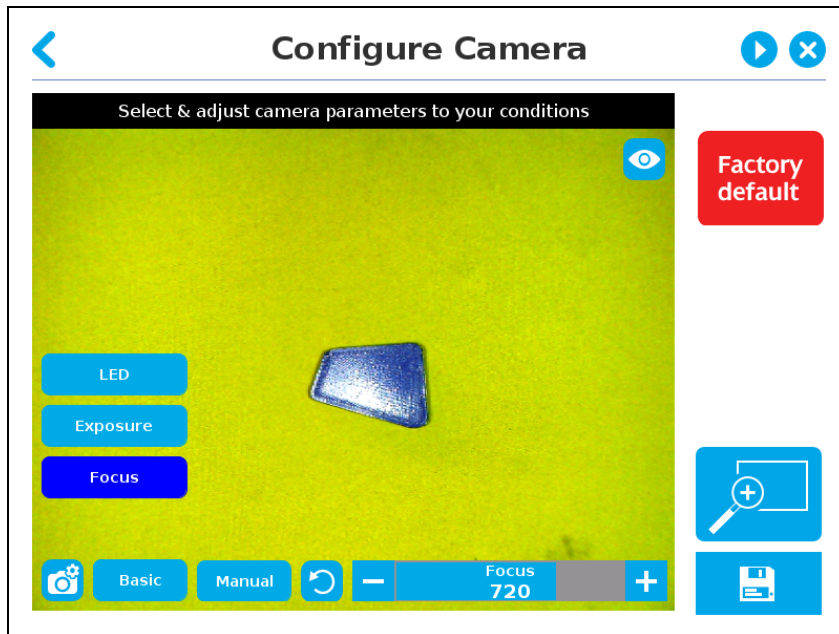 Configure Camera
Select & adjust camera parameters to your conditions
Factory
default
LED
Exposure
Focus
Basic
Manual
Focus
720